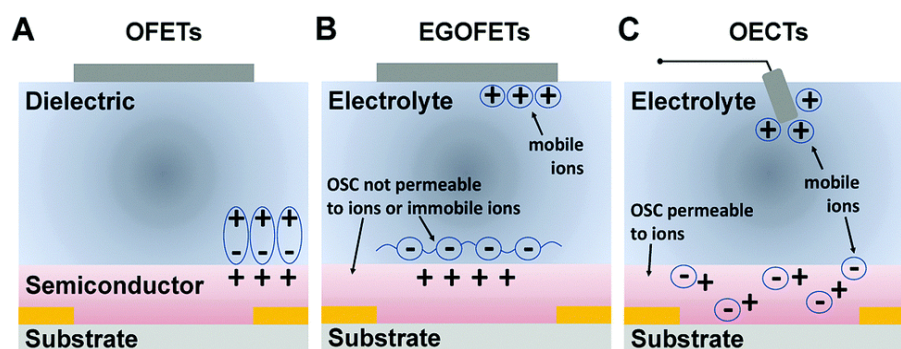 A
OFETs
Dielectric
+ + +
- - -
+ + +
Semiconductor
Substrate
B
EGOFETs
Electrolyte
+ + +
mobile
ions
OSC not permeable
to ions or immobile ions
- - - -
+ + + +
Substrate
C
OECTs
Electrolyte
+
+ +
mobile
ions
OSC permeable
to ions
- + - + -
- + - +
Substrate